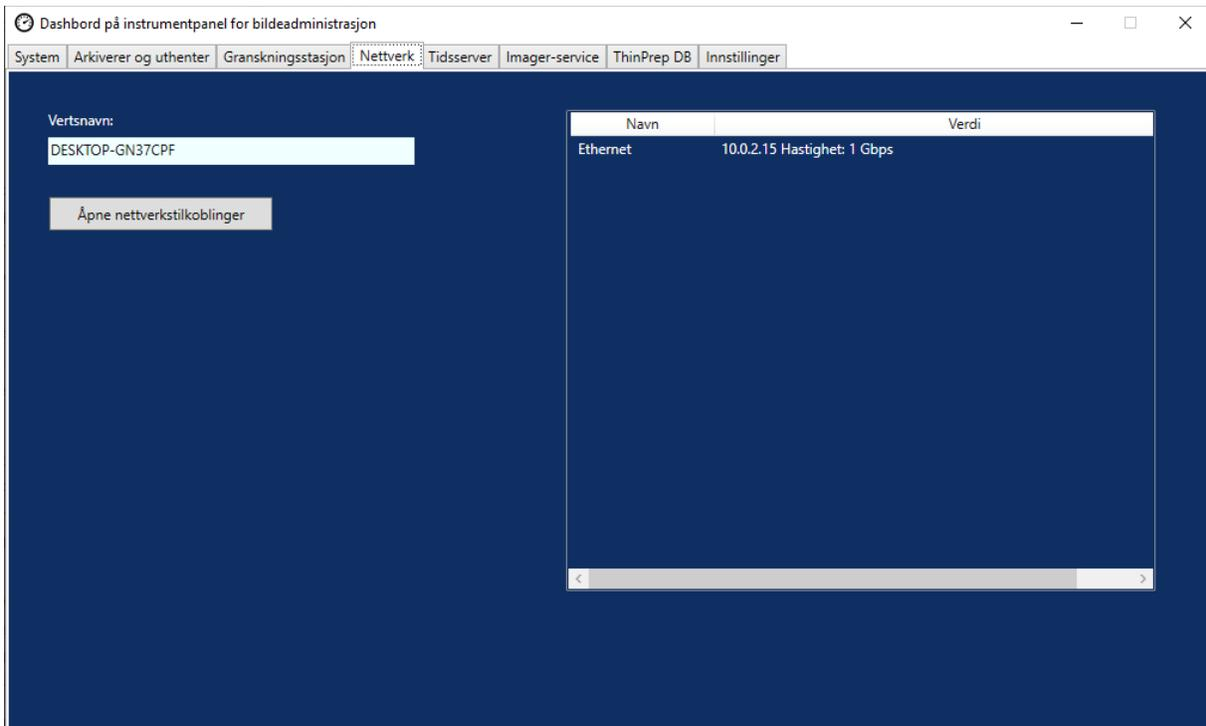 Dashbord på instrumentpanel for bildeadministrasjon
System Arkiverer og uthenter Granskningsstasjon Nettverk Tidsserver Imager-service ThinPrep DB Innstillinger
Vertsnavn:
DESKTOP-GN37CPF
Åpne nettverkstilkoblinger
Navn Verdi
Ethernet 10.0.2.15 Hastighet: 1 Gbps